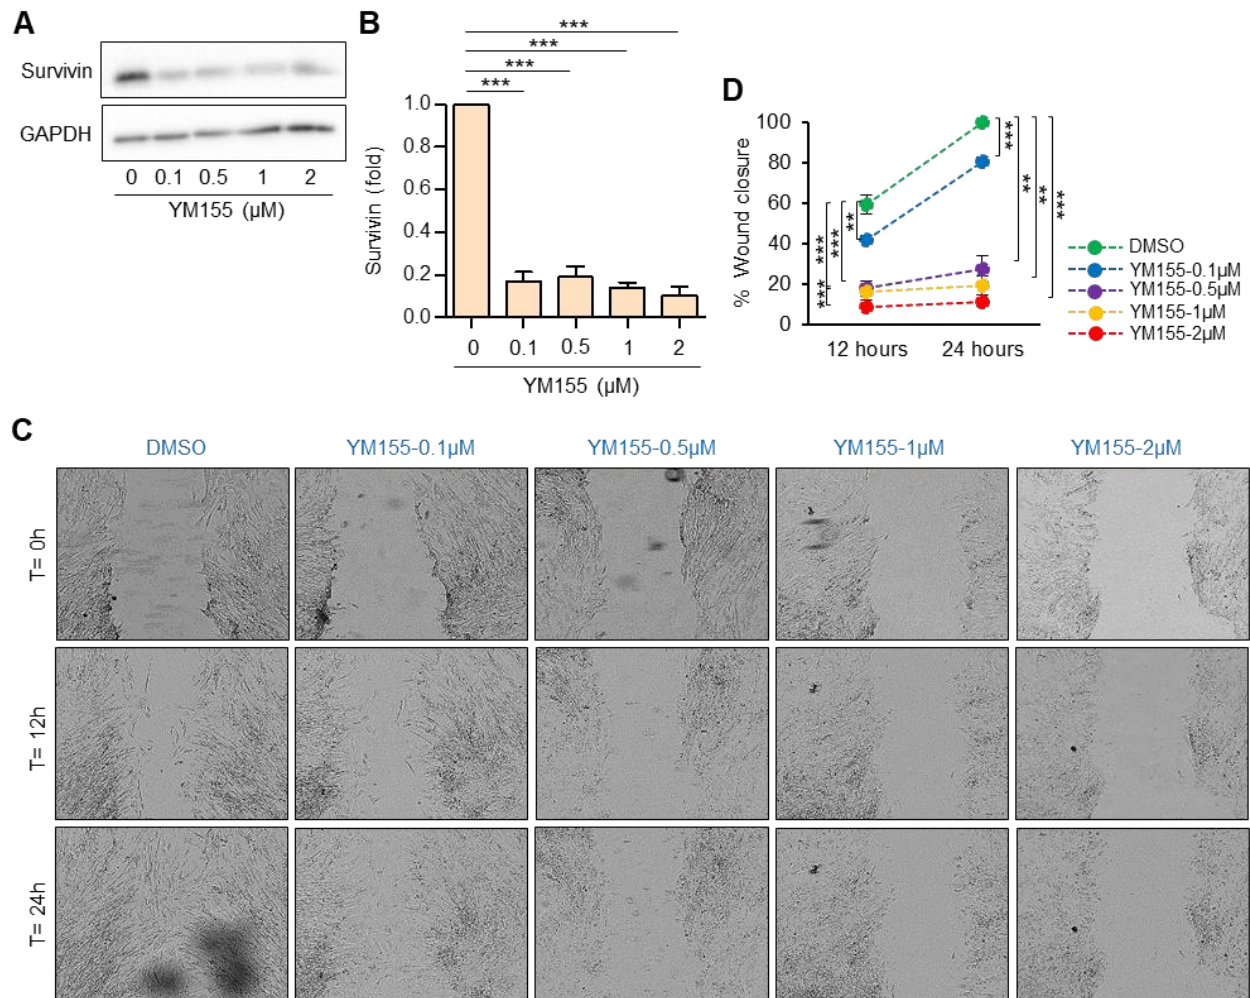 A
Survivin
GAPDH
0 0.1 0.5 1 2
YM155 (µM)
B
***
***
***
***
Survivin (fold)
1.0
0.8
0.6
0.4
0.2
0.0
0 0.1 0.5 1 2
YM155 (µM)
D
% Wound closure
100
80
60
40
20
0
***
***
***
**
***
**
**
***
12 hours 24 hours
DMSO
YM155-0.1µM
YM155-0.5µM
YM155-1µM
YM155-2µM
C
DMSO YM155-0.1µM YM155-0.5µM YM155-1µM YM155-2µM
T= 0h
T= 12h
T= 24h